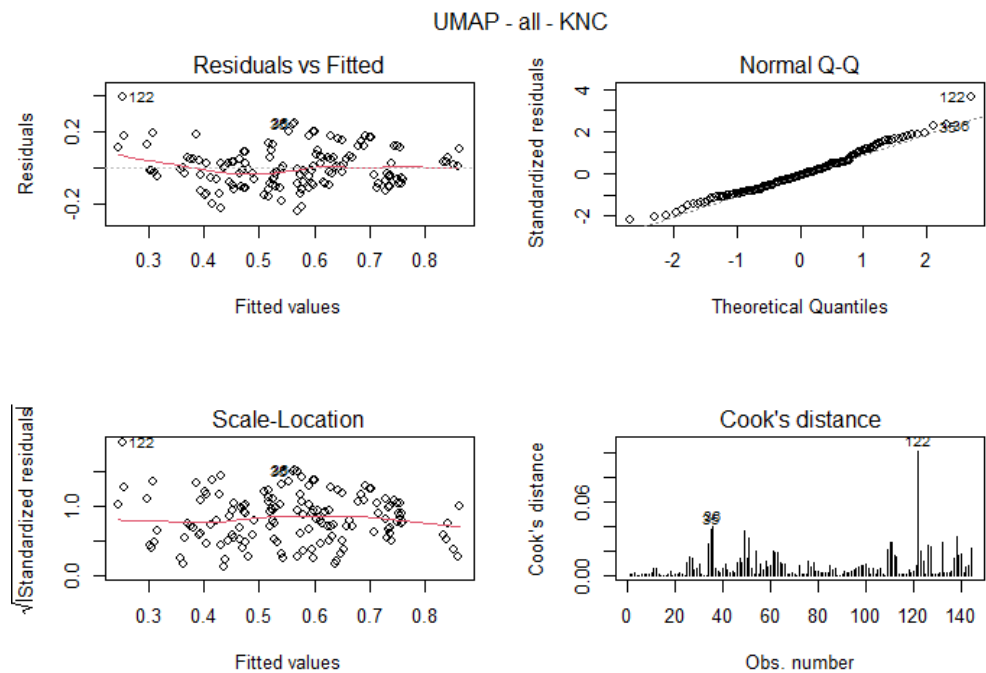 UMAP - all - KNC
Residuals vs Fitted
Residuals
-0.2 0.2
122
0.3 0.4 0.5 0.6 0.7 0.8
Fitted values
Normal Q-Q
Standardized residuals
-2 0 2 4
122
-2 -1 0 1 2
Theoretical Quantiles
Scale-Location
√|Standardized residuals|
0.0 1.0
122
0.3 0.4 0.5 0.6 0.7 0.8
Fitted values
Cook's distance
Cook's distance
0.00 0.06
122
0 20 40 60 80 100 120 140
Obs. number